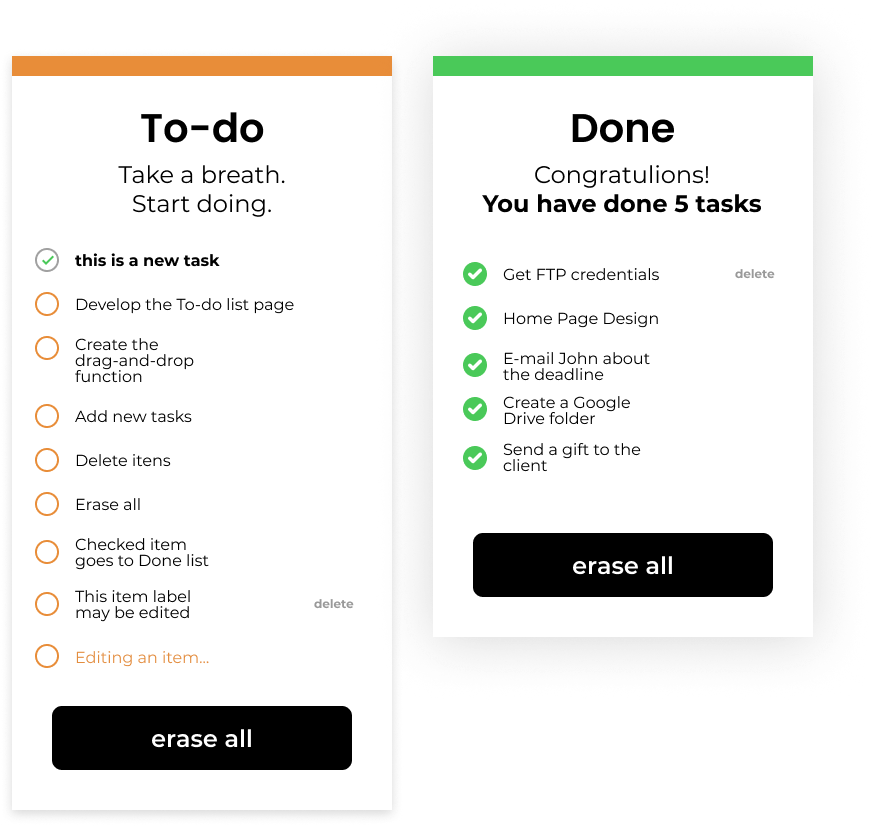 To-do
Take a breath.
Start doing.
this is a new task
Develop the To-do list page
Create the
drag-and-drop
function
Add new tasks
Delete itens
Erase all
Checked item
goes to Done list
This item label
may be edited
delete
Editing an item...
erase all
Done
Congratulions!
You have done 5 tasks
Get FTP credentials
delete
Home Page Design
E-mail John about
the deadline
Create a Google
Drive folder
Send a gift to the
client
erase all